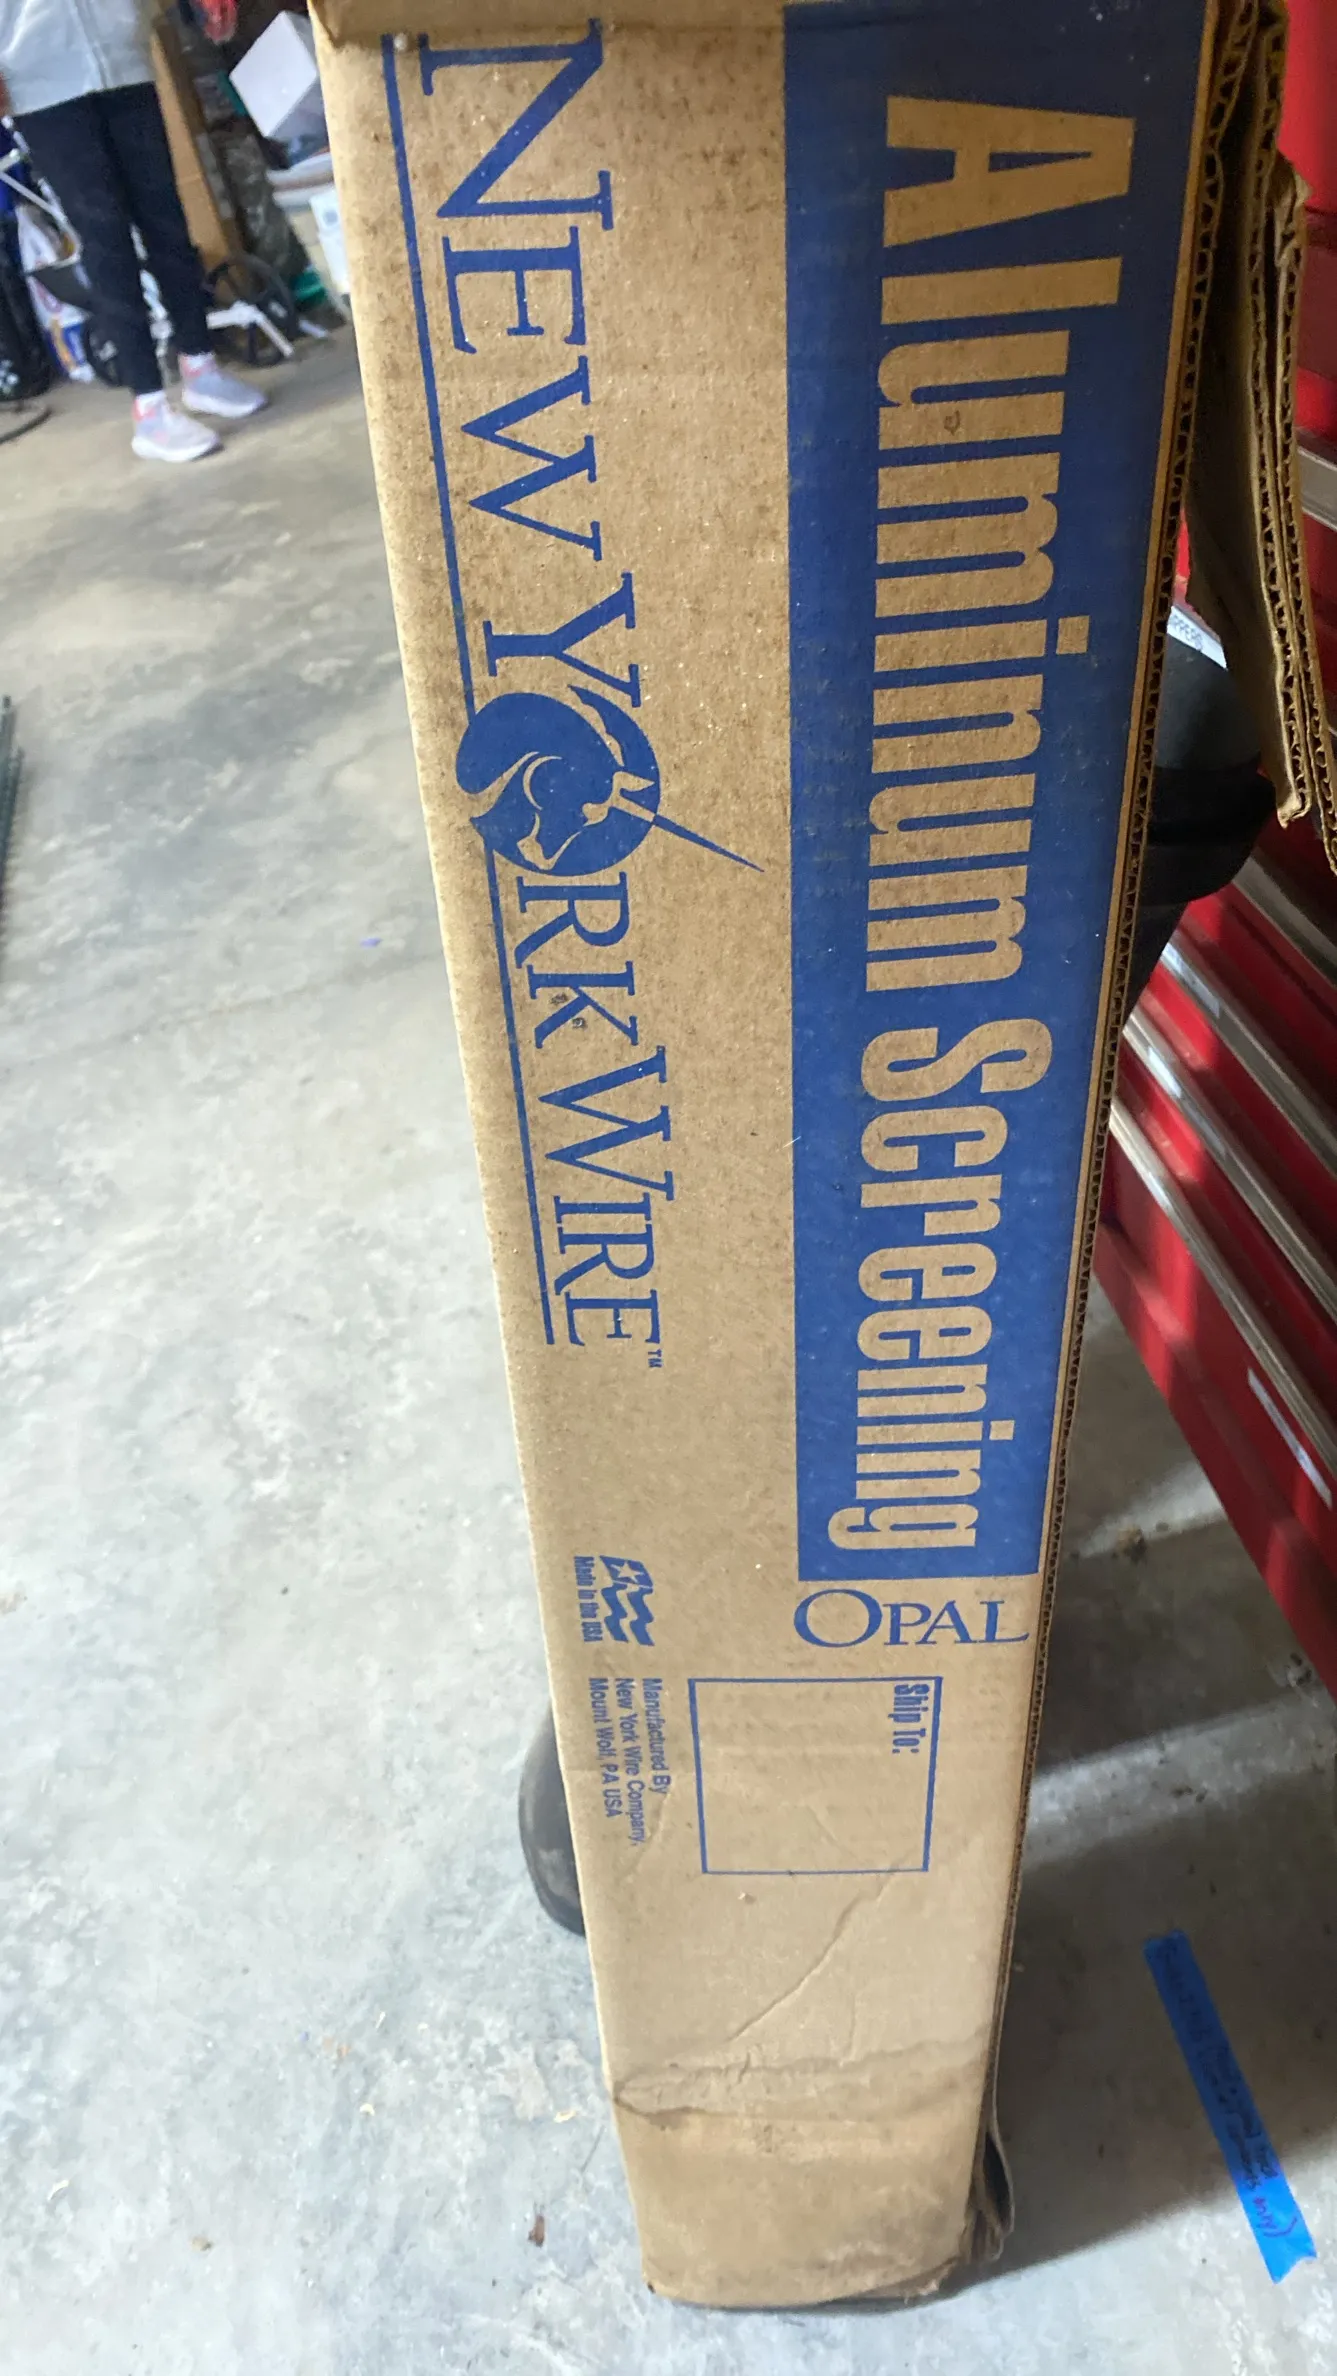 Aluminum Screening
OPAL
NEW YORK WIRE™
Ship To:
Made in the USA
Manufactured By
New York Wire Company,
Mount Wolf, PA USA